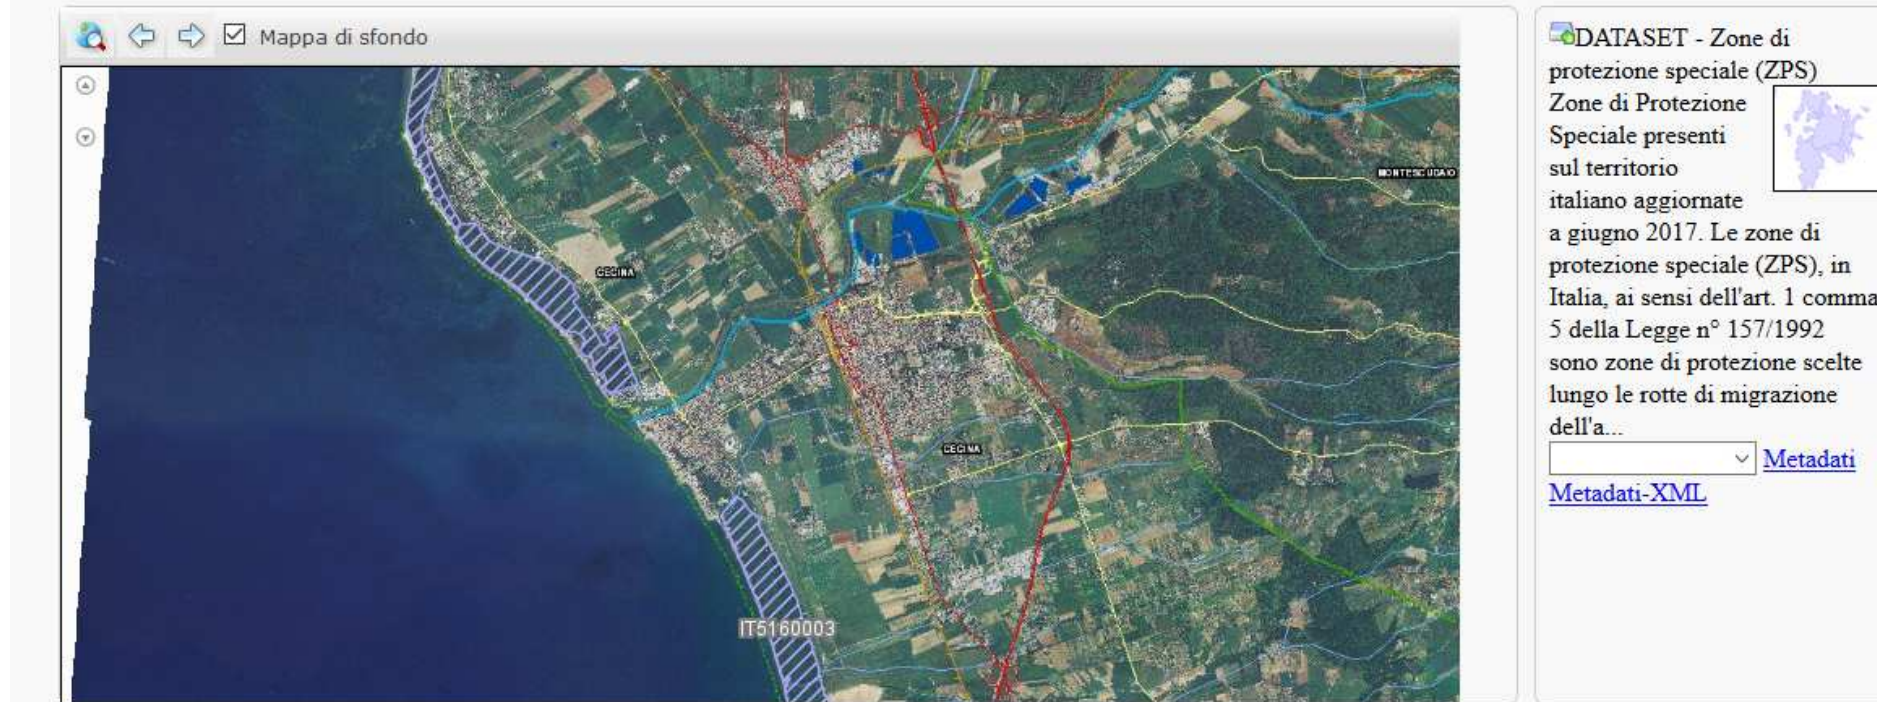 Mappa di sfondo
MONTESCUDAIO
CECINA
CECINA
IT5160003
DATASET - Zone di
protezione speciale (ZPS)
Zone di Protezione
Speciale presenti
sul territorio
italiano aggiornate
a giugno 2017. Le zone di
protezione speciale (ZPS), in
Italia, ai sensi dell'art. 1 comma
5 della Legge n° 157/1992
sono zone di protezione scelte
lungo le rotte di migrazione
dell'a...
Metadati
Metadati-XML